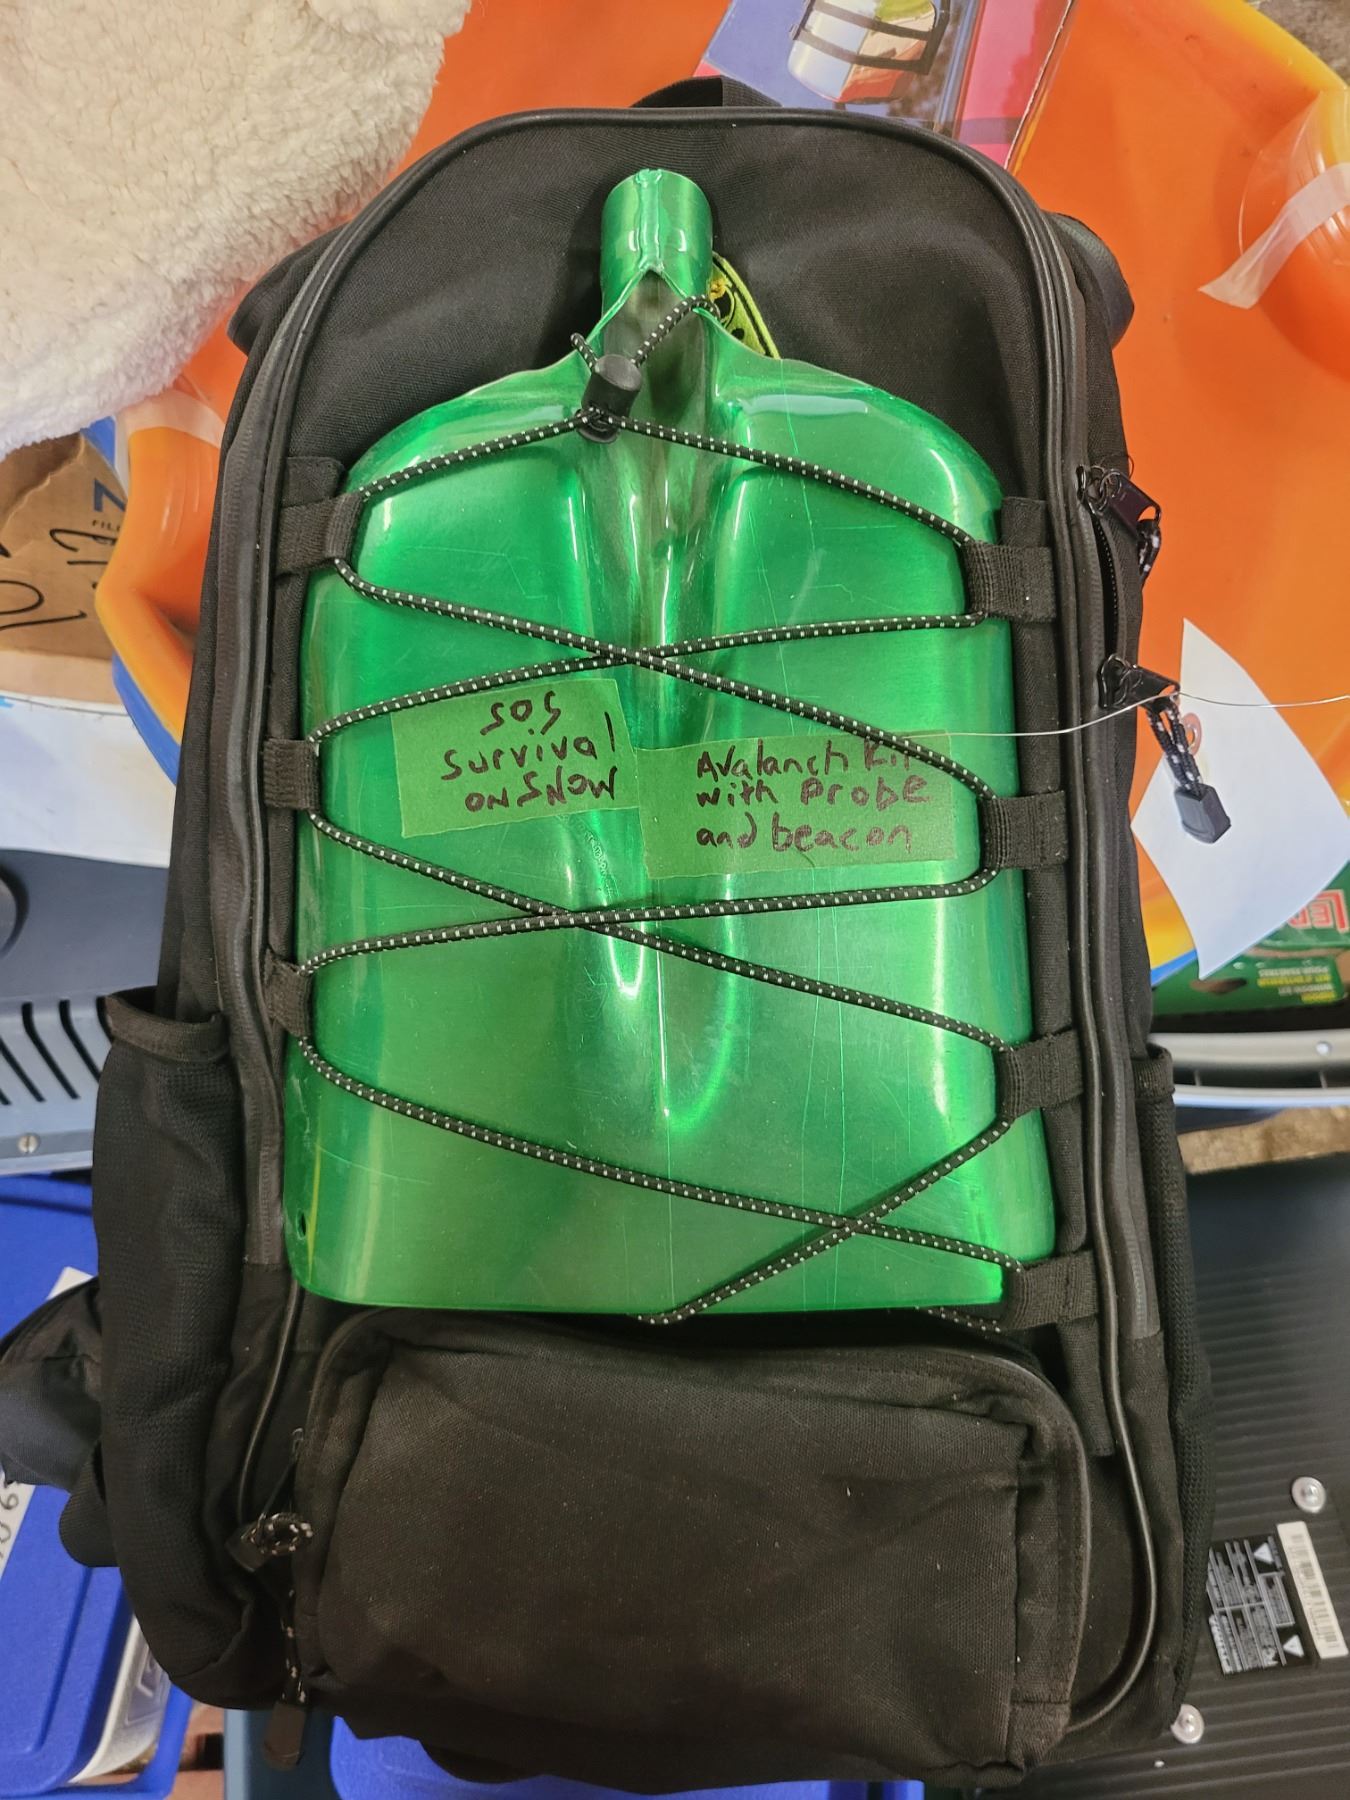 SOS
survival
ON SNOW
Avalanch Kit
with Probe
and beacon